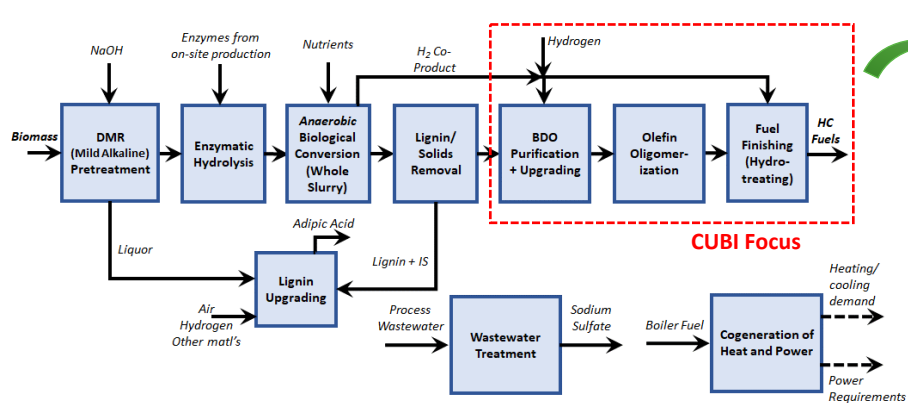 NaOH
Enzymes from
on-site production
Nutrients
H2 Co-
Product
Hydrogen
Biomass
DMR
(Mild Alkaline)
Pretreatment
Enzymatic
Hydrolysis
Anaerobic
Biological
Conversion
(Whole
Slurry)
Lignin/
Solids
Removal
BDO
Purification
+ Upgrading
Olefin
Oligomer-
ization
Fuel
Finishing
(Hydro-
treating)
HC
Fuels
CUBI Focus
Liquor
Adipic Acid
Lignin + IS
Lignin
Upgrading
Air
Hydrogen
Other matl's
Process
Wastewater
Wastewater
Treatment
Sodium
Sulfate
Boiler Fuel
Cogeneration of
Heat and Power
Heating/
cooling
demand
Power
Requirements